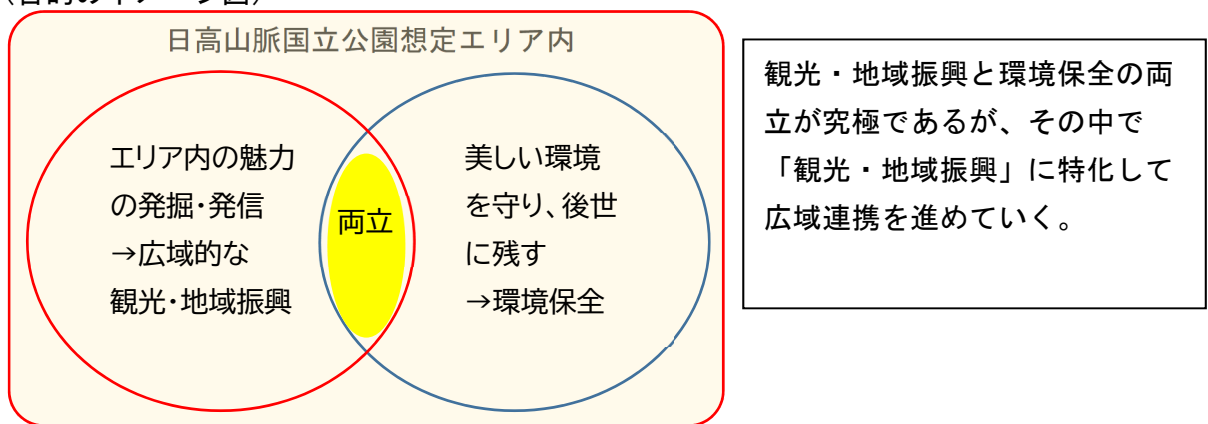 日高山脈国立公園想定エリア内
エリア内の魅力
の発掘・発信
→広域的な
観光・地域振興
両立
美しい環境
を守り、後世
に残す
→環境保全
観光・地域振興と環境保全の両
立が究極であるが、その中で
「観光・地域振興」に特化して
広域連携を進めていく。